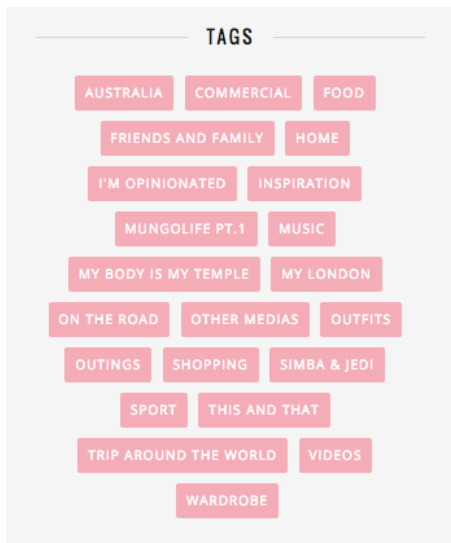 TAGS
AUSTRALIA COMMERCIAL FOOD
FRIENDS AND FAMILY HOME
I'M OPINIONATED INSPIRATION
MUNGOLIFE PT.1 MUSIC
MY BODY IS MY TEMPLE MY LONDON
ON THE ROAD OTHER MEDIAS OUTFITS
OUTINGS SHOPPING SIMBA & JEDI
SPORT THIS AND THAT
TRIP AROUND THE WORLD VIDEOS
WARDROBE